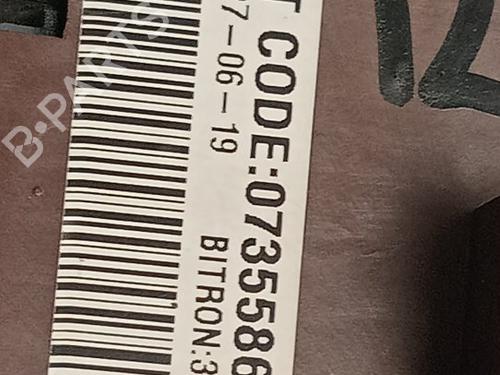 T CODE:0735586
7-06-19
BITRON:3
B-PARTS